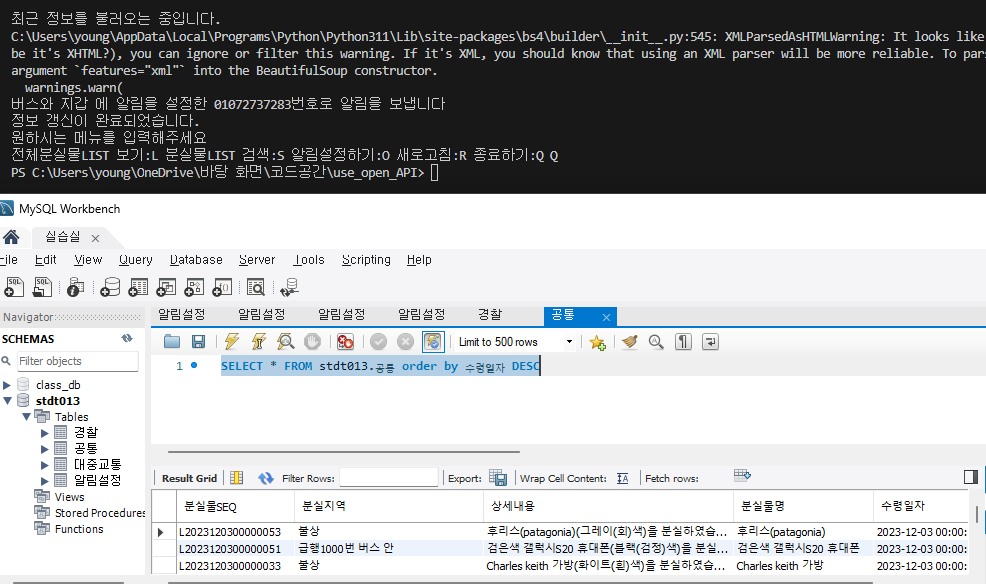 최근 정보를 불러오는 중입니다.
C:\Users\young\AppData\Local\Programs\Python\Python311\Lib\site-packages\bs4\builder\__init__.py:545: XMLParsedAsHTMLWarning: It looks like
be it's XHTML?), you can ignore or filter this warning. If it's XML, you should know that using an XML parser will be more reliable. To pars
argument `features="xml"` into the BeautifulSoup constructor.
warnings.warn(
버스와 지갑 에 알림을 설정한 01072737283번호로 알림을 보냅니다
정보 갱신이 완료되었습니다.
원하시는 메뉴를 입력해주세요
전체분실물LIST 보기:L 분실물LIST 검색:S 알림설정하기:O 새로고침:R 종료하기:Q Q
PS C:\Users\young\OneDrive\바탕 화면\코드공간\use_open_API>
MySQL Workbench
실습실
File Edit View Query Database Server Tools Scripting Help
Navigator
알림설정 알림설정 알림설정 알림설정 경찰 공통
SCHEMAS
Limit to 500 rows
Filter objects
1 SELECT * FROM stdt013.공통 order by 수령일자 DESC
class_db
stdt013
Tables
경찰
공통
대중교통
알림설정
Views
Stored Procedures
Functions
Result Grid Filter Rows: Export: Wrap Cell Content: Fetch rows:
분실물SEQ 분실지역 상세내용 분실물명 수령일자
L2023120300000053 불상 후리스(patagonia)(그레이(회)색)을 분실하였습... 후리스(patagonia) 2023-12-03 00:00:
L2023120300000051 급행1000번 버스 안 검은색 갤럭시S20 휴대폰(블랙(검정)색)을 분실... 검은색 갤럭시S20 휴대폰 2023-12-03 00:00:
L2023120300000033 불상 Charles keith 가방(화이트(흰)색)을 분실하였습... Charles keith 가방 2023-12-03 00:00: